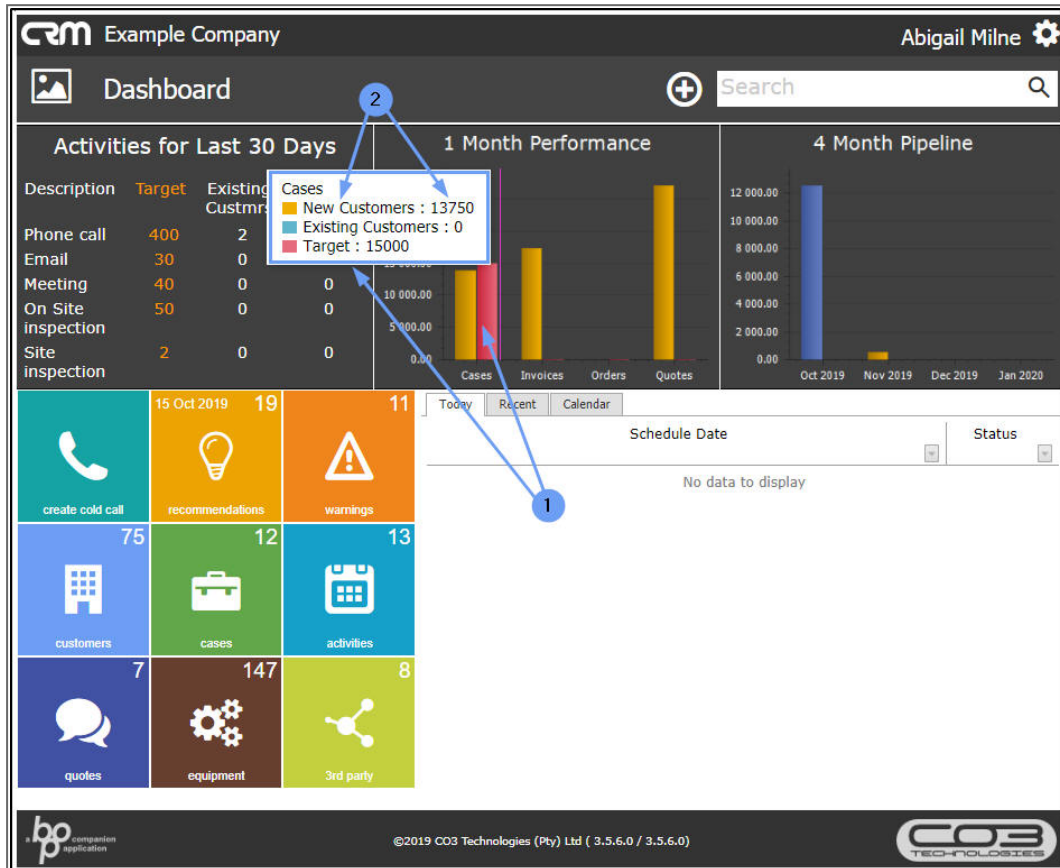 CRM Example Company
Abigail Milne
Dashboard
Search
2
Activities for Last 30 Days
Description Target Existing
Custmrs
Phone call 400 2
Email 30 0
Meeting 40 0 0
On Site 50 0 0
inspection
Site 2 0 0
inspection
1 Month Performance
Cases
New Customers : 13750
Existing Customers : 0
Target : 15000
10 000.00
5 000.00
0.00
Cases Invoices Orders Quotes
4 Month Pipeline
12 000.00
10 000.00
8 000.00
6 000.00
4 000.00
2 000.00
0.00
Oct 2019 Nov 2019 Dec 2019 Jan 2020
create cold call
15 Oct 2019 19
recommendations
11
warnings
75
customers
12
cases
13
activities
7
quotes
147
equipment
8
3rd party
Today Recent Calendar
Schedule Date Status
No data to display
1
a bpo companion
application
©2019 CO3 Technologies (Pty) Ltd ( 3.5.6.0 / 3.5.6.0)
CO3
TECHNOLOGIES